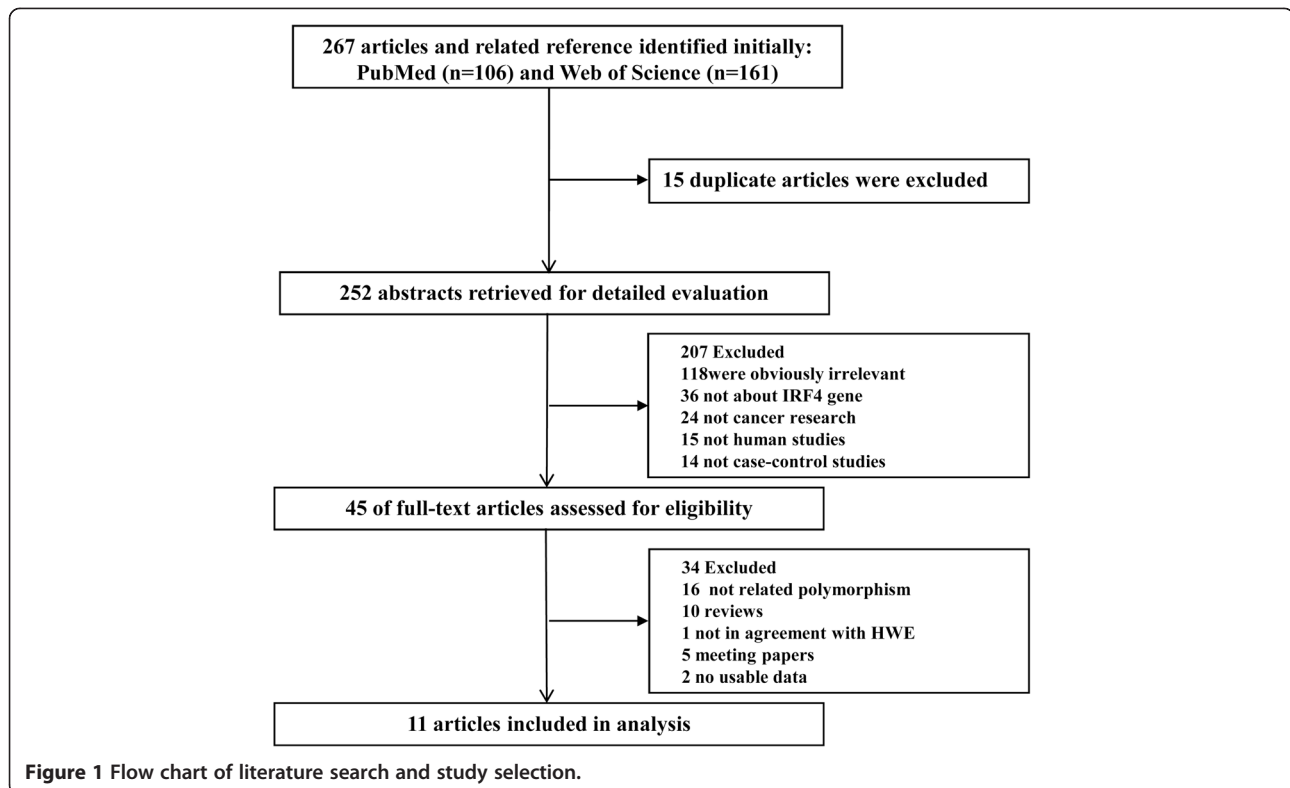 267 articles and related reference identified initially:
PubMed (n=106) and Web of Science (n=161)
15 duplicate articles were excluded
252 abstracts retrieved for detailed evaluation
207 Excluded
118were obviously irrelevant
36 not about IRF4 gene
24 not cancer research
15 not human studies
14 not case-control studies
45 of full-text articles assessed for eligibility
34 Excluded
16 not related polymorphism
10 reviews
1 not in agreement with HWE
5 meeting papers
2 no usable data
11 articles included in analysis
Figure 1 Flow chart of literature search and study selection.